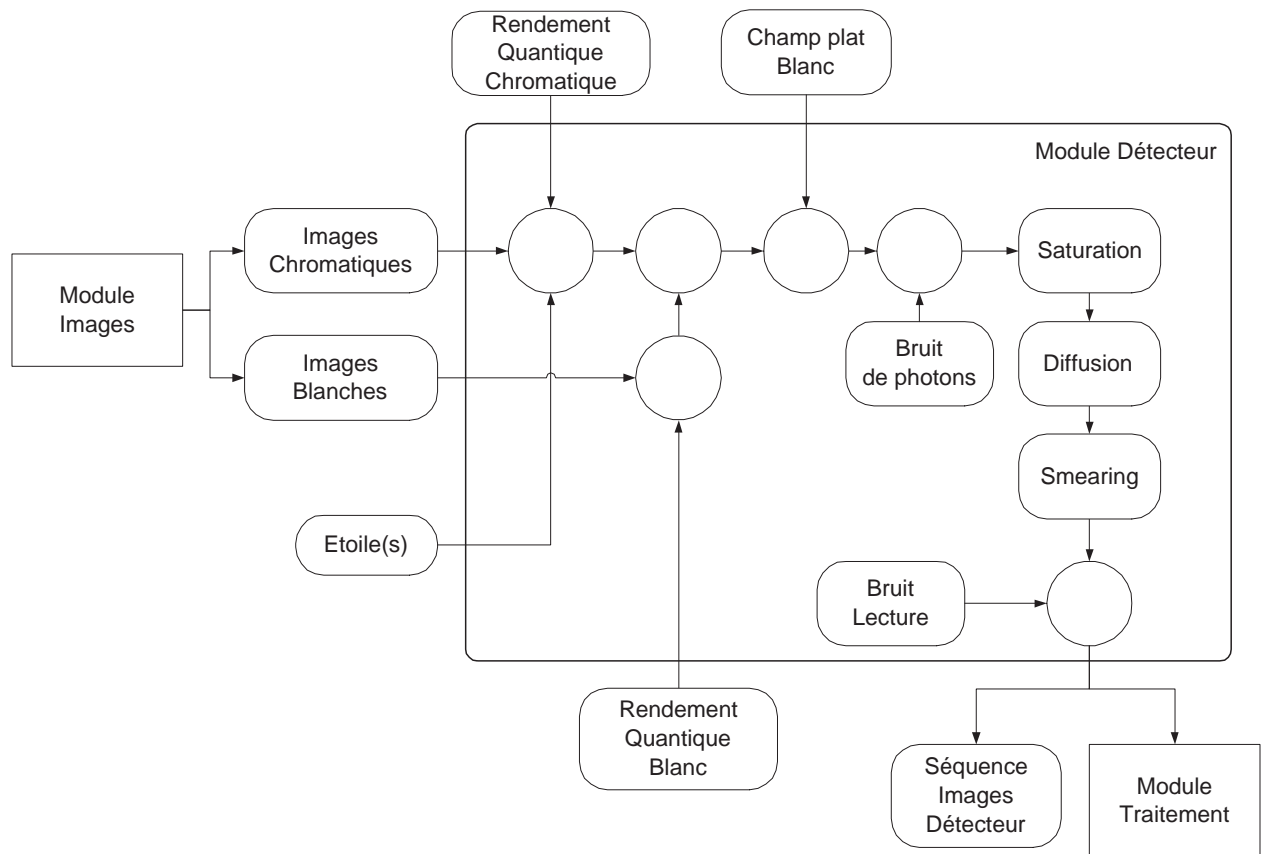 Rendement
Quantique
Chromatique
Champ plat
Blanc
Module Détecteur
Images
Chromatiques
Saturation
Module
Images
Images
Blanches
Bruit
de photons
Diffusion
Smearing
Etoile(s)
Bruit
Lecture
Rendement
Quantique
Blanc
Séquence
Images
Détecteur
Module
Traitement